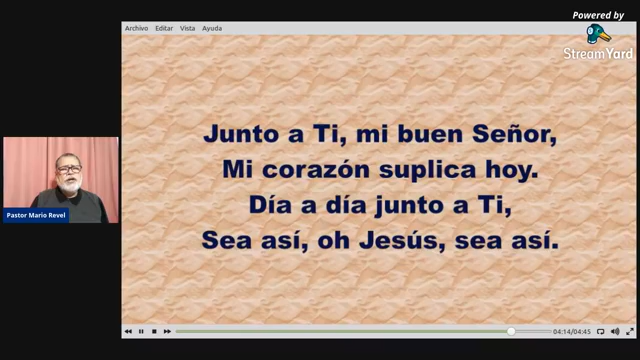 Powered by
StreamYard
Archivo Editar Vista Ayuda
Junto a Ti, mi buen Señor,
Mi corazón suplica hoy.
Día a día junto a Ti,
Sea así, oh Jesús, sea así.
Pastor Mario Revel
04:14/04:45